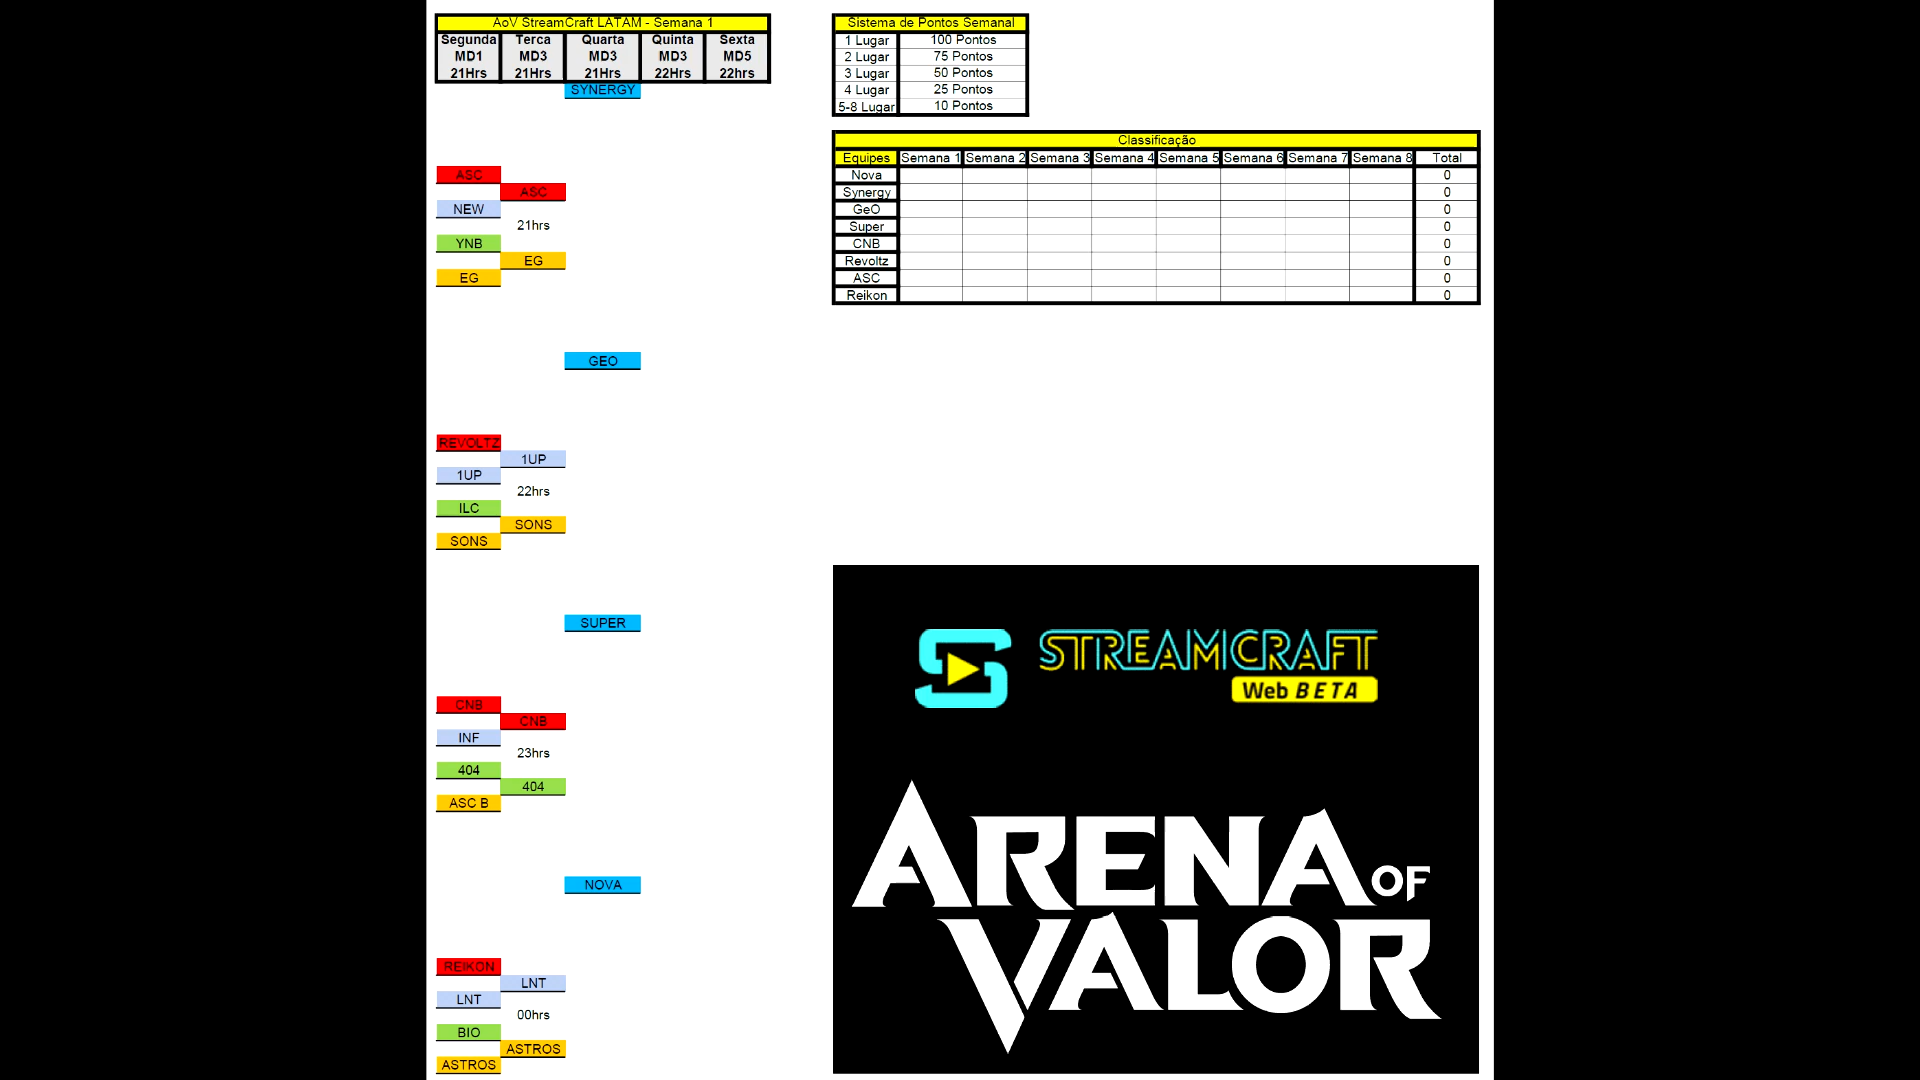 AoV StreamCraft LATAM - Semana 1
Segunda Terca Quarta Quinta Sexta
MD1 MD3 MD3 MD3 MD5
21Hrs 21Hrs 21Hrs 22Hrs 22hrs
SYNERGY
ASC
ASC
NEW
21hrs
YNB
EG
EG
GEO
REVOLTZ
1UP
1UP
22hrs
ILC
SONS
SONS
SUPER
CNB
CNB
INF
23hrs
404
404
ASC B
NOVA
REIKON
LNT
LNT
00hrs
BIO
ASTROS
ASTROS
Sistema de Pontos Semanal
1 Lugar 100 Pontos
2 Lugar 75 Pontos
3 Lugar 50 Pontos
4 Lugar 25 Pontos
5-8 Lugar 10 Pontos
Classificação
Equipes Semana 1 Semana 2 Semana 3 Semana 4 Semana 5 Semana 6 Semana 7 Semana 8 Total
Nova 0
Synergy 0
GeO 0
Super 0
CNB 0
Revoltz 0
ASC 0
Reikon 0
STREAMCRAFT
Web BETA
ARENA OF
VALOR